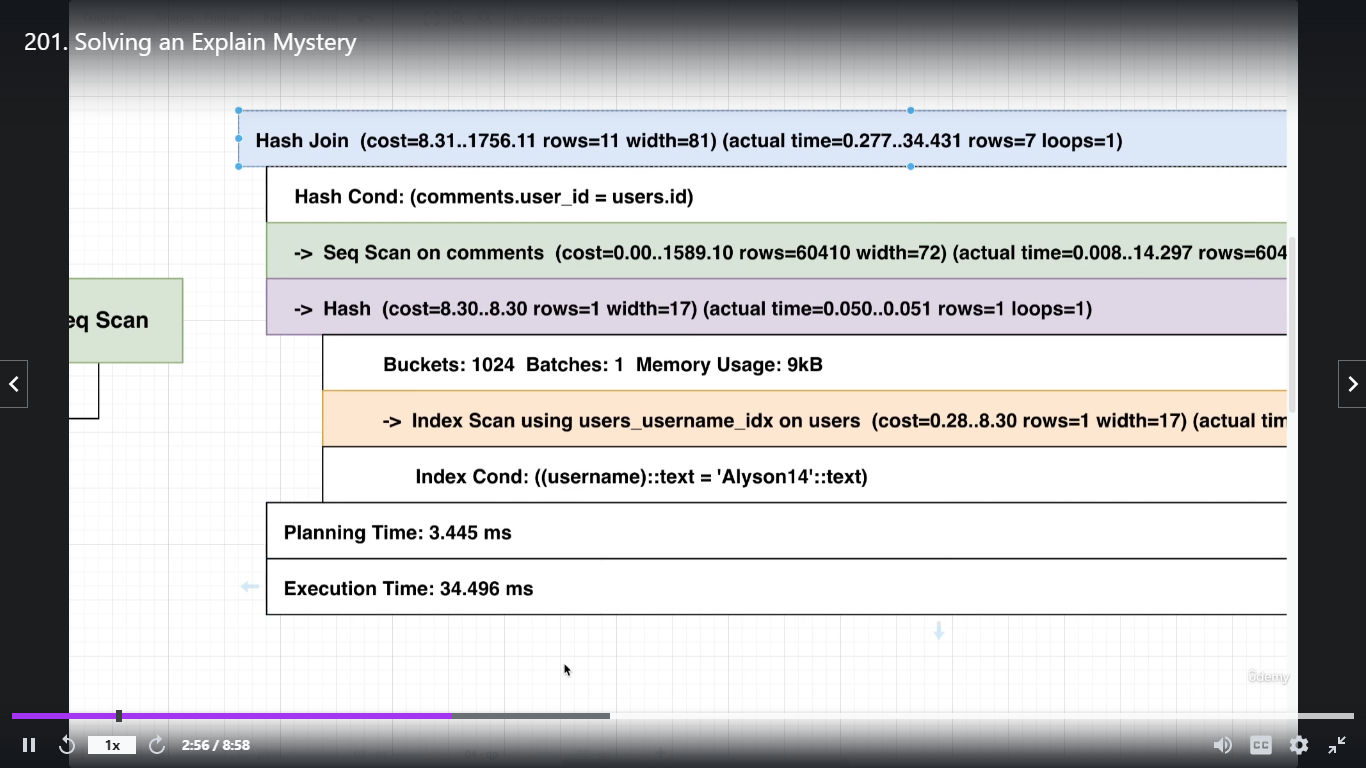 201. Solving an Explain Mystery
Hash Join (cost=8.31..1756.11 rows=11 width=81) (actual time=0.277..34.431 rows=7 loops=1)
Hash Cond: (comments.user_id = users.id)
-> Seq Scan on comments (cost=0.00..1589.10 rows=60410 width=72) (actual time=0.008..14.297 rows=604
eq Scan
-> Hash (cost=8.30..8.30 rows=1 width=17) (actual time=0.050..0.051 rows=1 loops=1)
Buckets: 1024 Batches: 1 Memory Usage: 9kB
-> Index Scan using users_username_idx on users (cost=0.28..8.30 rows=1 width=17) (actual tim
Index Cond: ((username)::text = 'Alyson14'::text)
Planning Time: 3.445 ms
Execution Time: 34.496 ms
ûdemy
1x
2:56 / 8:58
CC